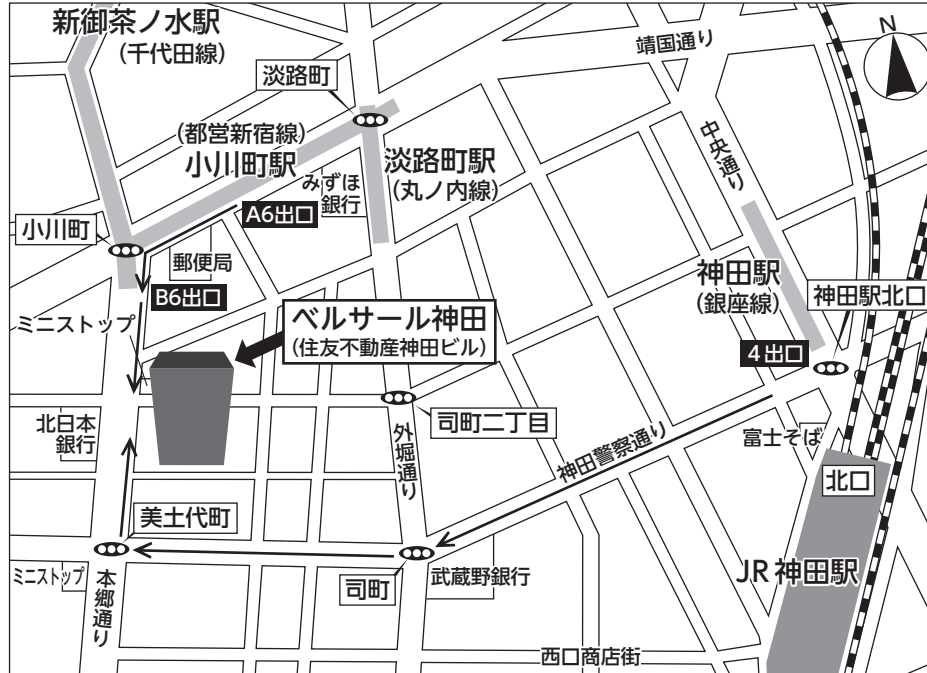 新御茶ノ水駅
(千代田線)
靖国通り
N
淡路町
(都営新宿線)
小川町駅
淡路町駅
(丸ノ内線)
中央通り
みずほ
銀行
A6出口
小川町
郵便局
B6出口
神田駅
(銀座線)
神田駅北口
ミニストップ
ベルサール神田
(住友不動産神田ビル)
4出口
北日本
銀行
外堀通り
司町二丁目
神田警察通り
富士そば
北口
美土代町
ミニストップ
本郷通り
司町
武蔵野銀行
JR神田駅
西口商店街